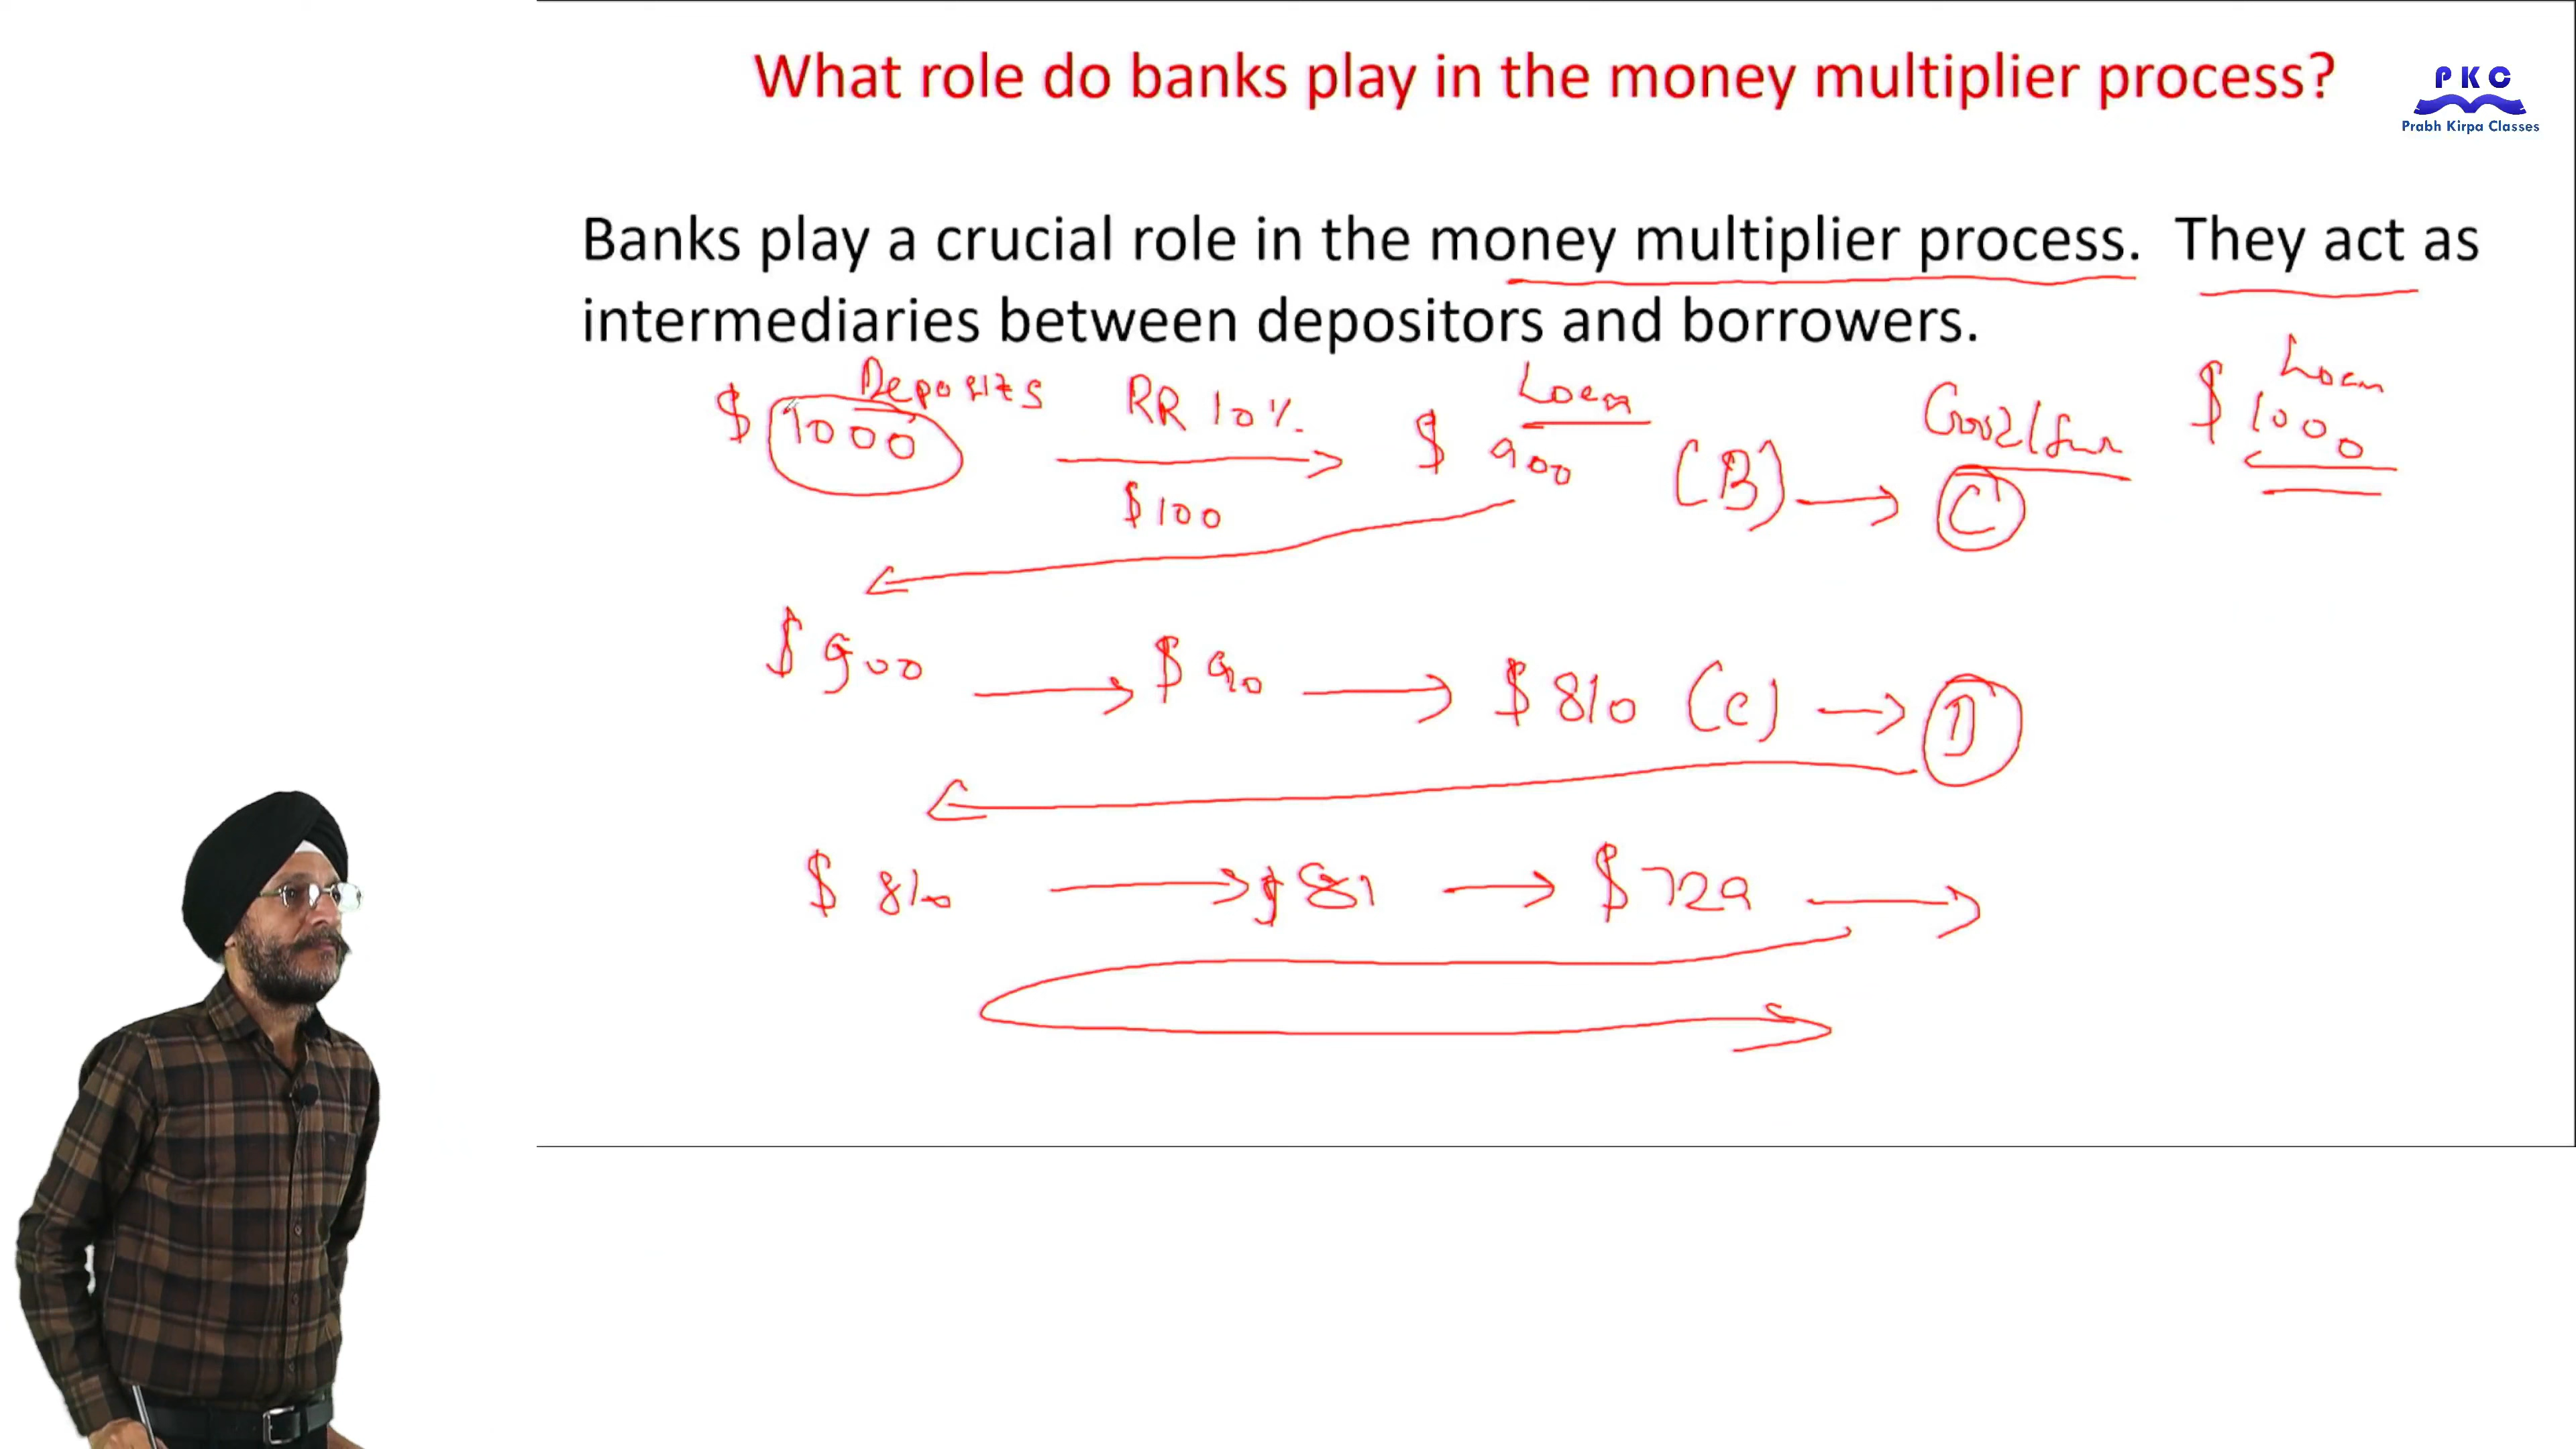 What role do banks play in the money multiplier process?
PKC
Prabh Kirpa Classes
Banks play a crucial role in the money multiplier process. They act as
intermediaries between depositors and borrowers.
$ 1000 Deposits RR 10% $ 900 Loan (B) → C $ 1000 Loan
$100
$900 → $90 → $810 (C) → D
$ 810 → $81 → $729 →